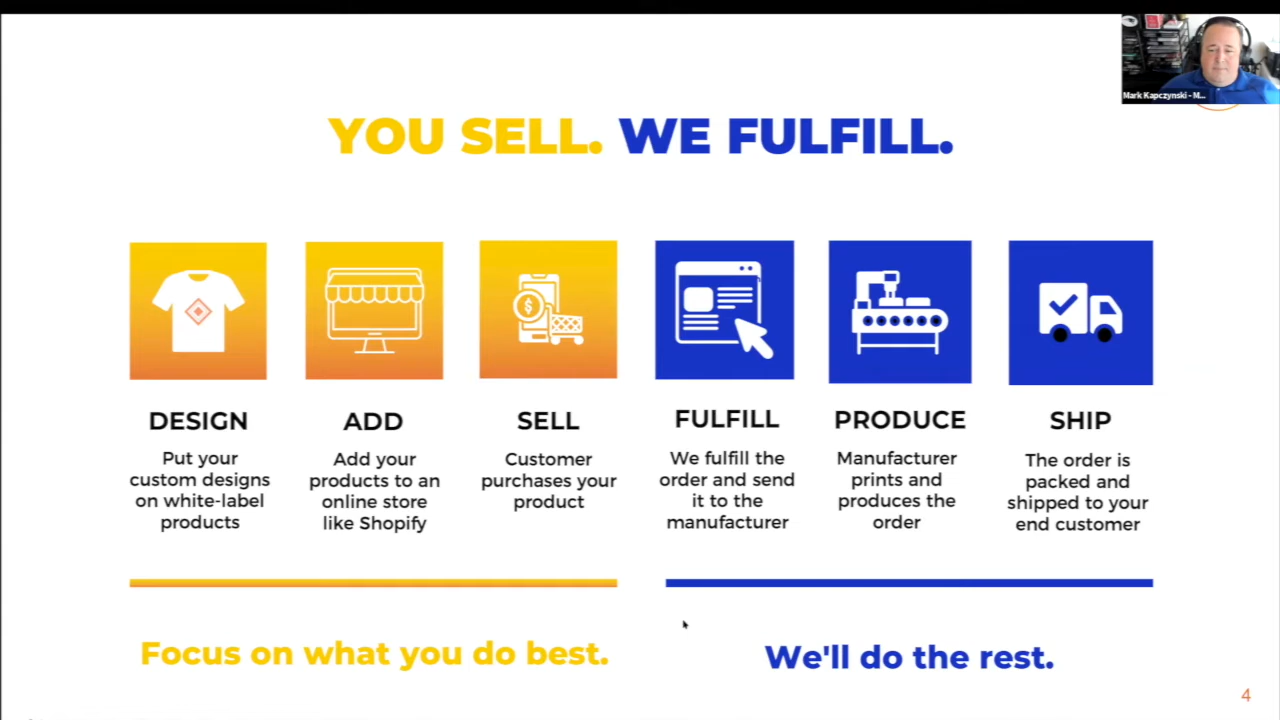 Mark Kapczynski - M...
YOU SELL. WE FULFILL.
DESIGN
Put your
custom designs
on white-label
products
ADD
Add your
products to an
online store
like Shopify
SELL
Customer
purchases your
product
FULFILL
We fulfill the
order and send
it to the
manufacturer
PRODUCE
Manufacturer
prints and
produces the
order
SHIP
The order is
packed and
shipped to your
end customer
Focus on what you do best.
We'll do the rest.
4